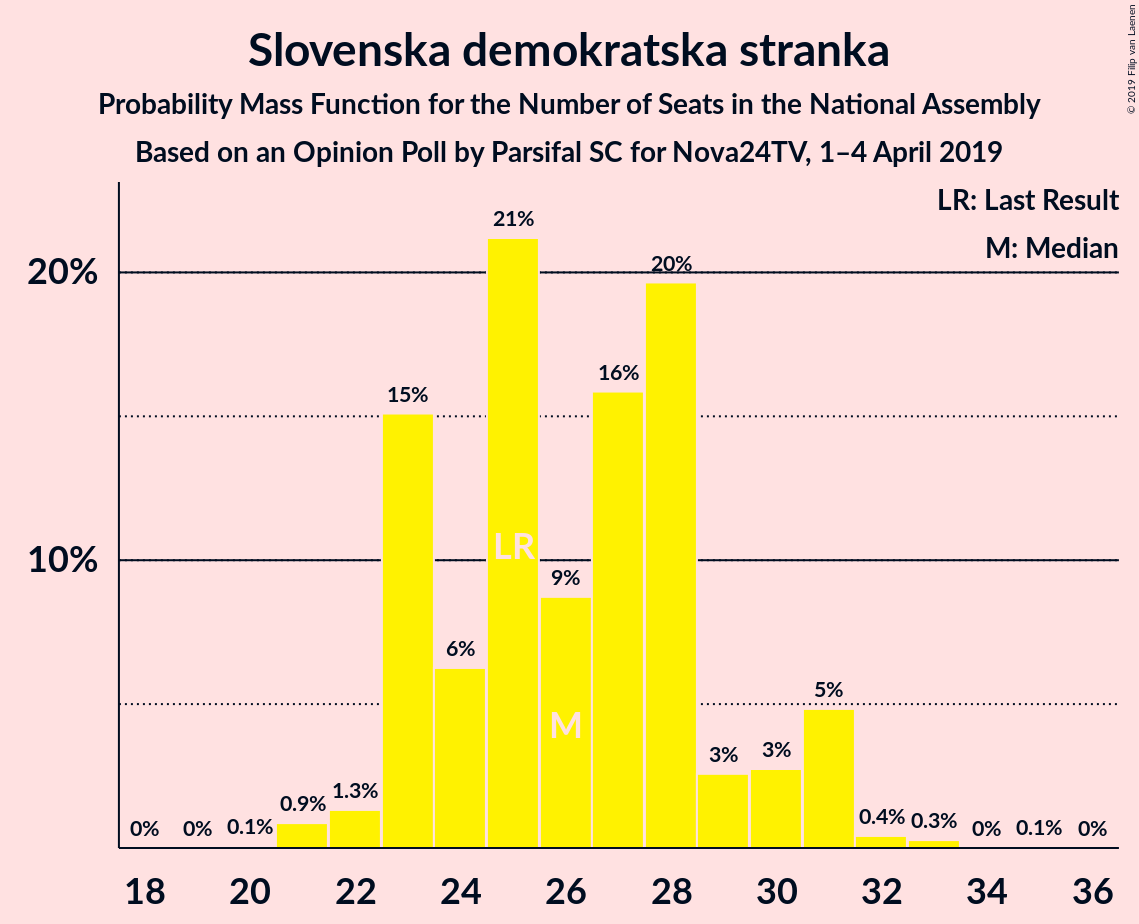 Slovenska demokratska stranka
Probability Mass Function for the Number of Seats in the National Assembly
Based on an Opinion Poll by Parsifal SC for Nova24TV, 1–4 April 2019
© 2019 Filip van Laenen
LR: Last Result
M: Median
20%
10%
0%
0%
0.1%
0.9%
1.3%
15%
6%
21%
9%
16%
20%
3%
3%
5%
0.4%
0.3%
0%
0.1%
0%
LR
M
18 20 22 24 26 28 30 32 34 36